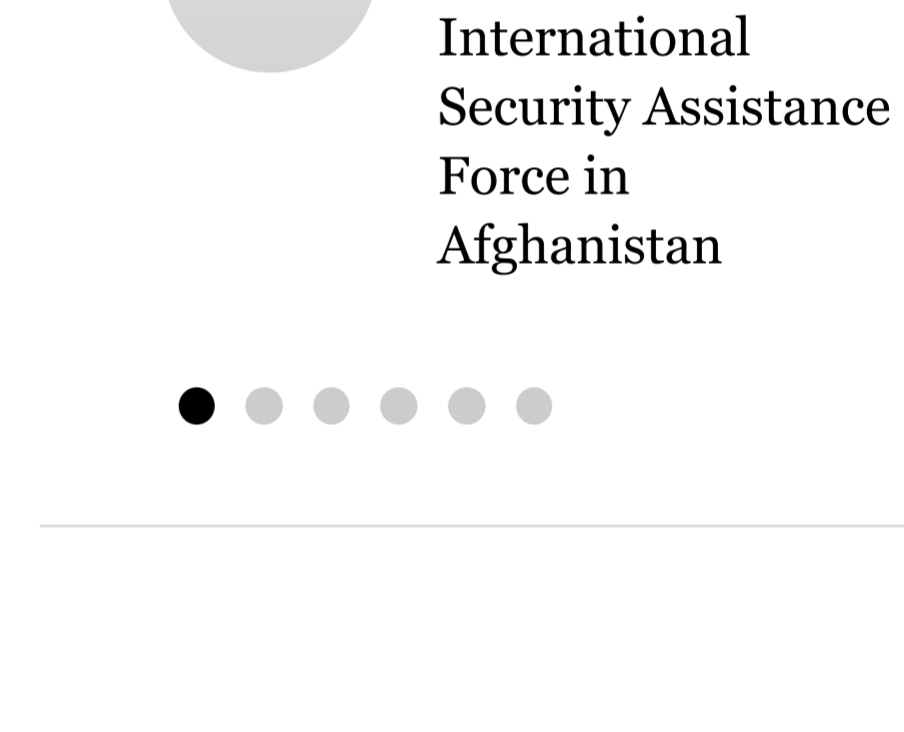 International
Security Assistance
Force in
Afghanistan